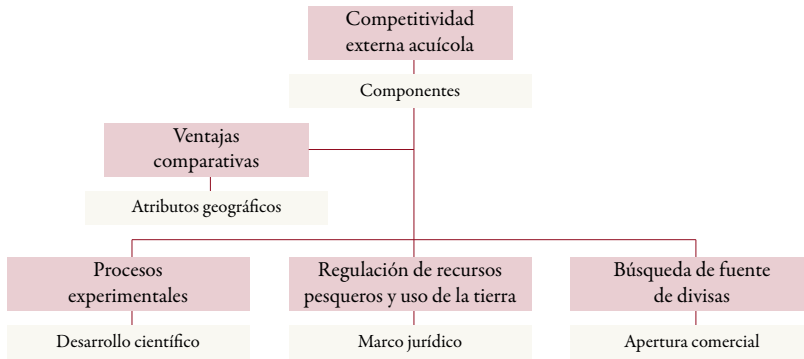 Competitividad
externa acuícola
Componentes
Ventajas
comparativas
Atributos geográficos
Procesos
experimentales
Desarrollo científico
Regulación de recursos
pesqueros y uso de la tierra
Marco jurídico
Búsqueda de fuente
de divisas
Apertura comercial